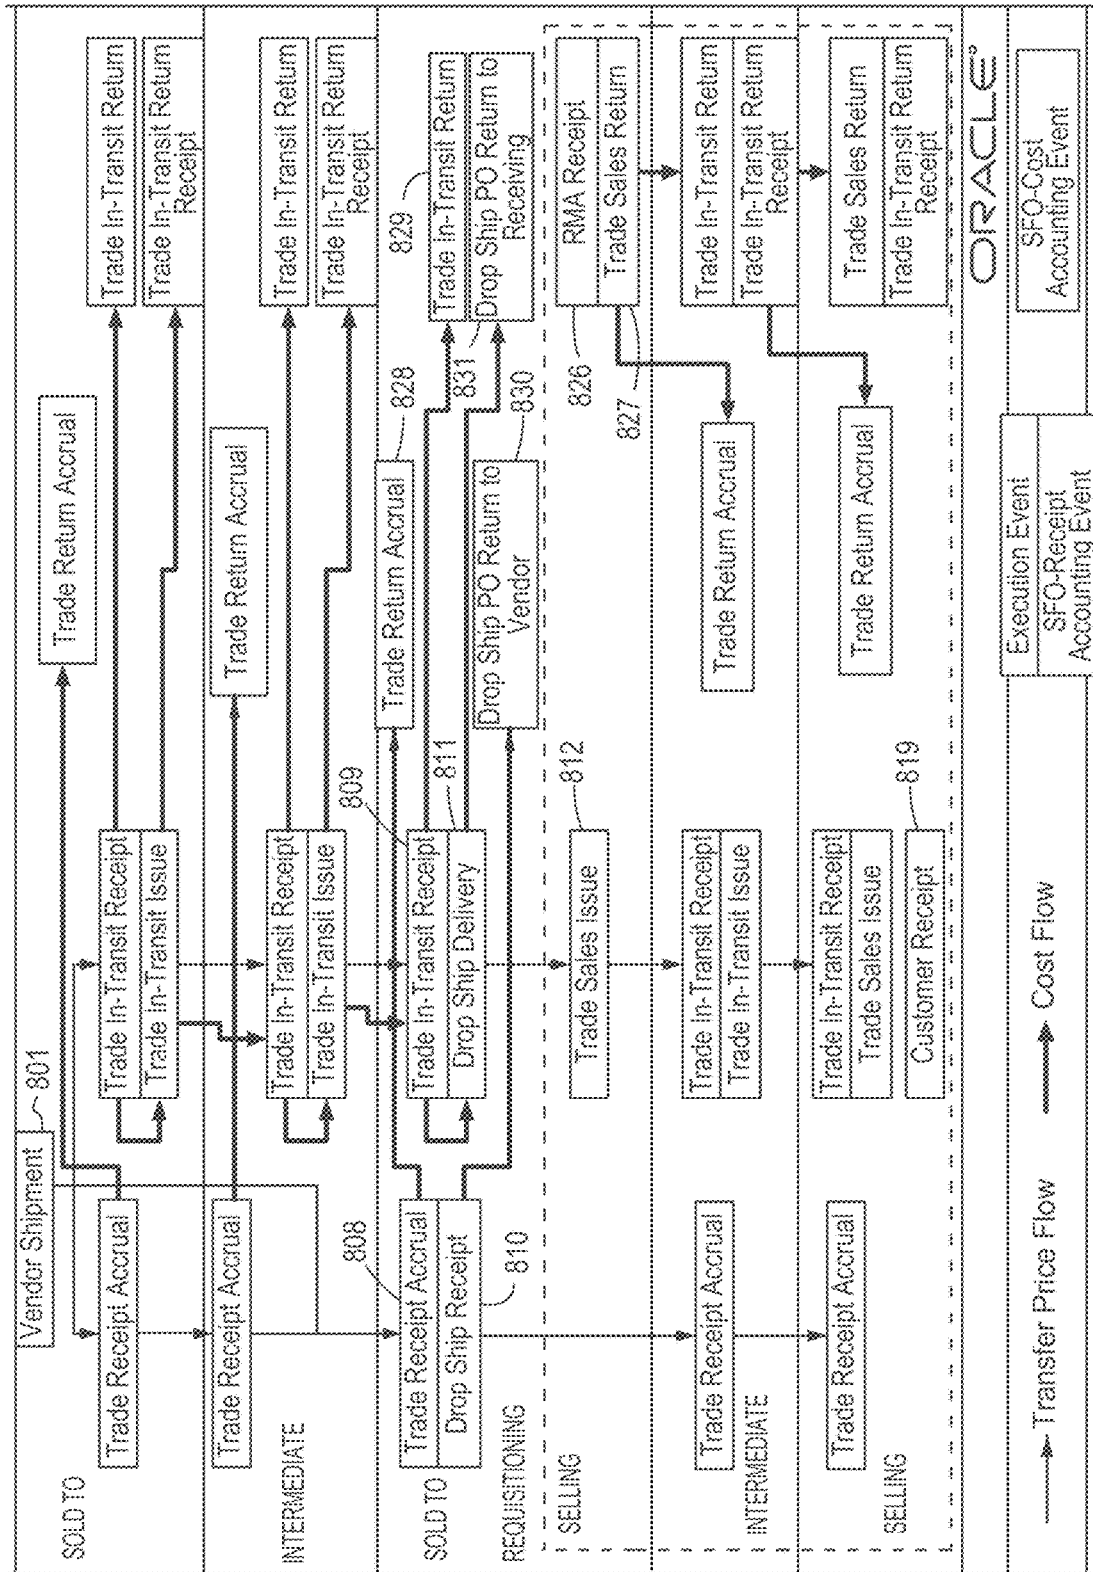 Vendor Shipment
801
Trade Return Accrual
Trade Receipt Accrual
Trade In-Transit Receipt
Trade In-Transit Issue
Trade In-Transit Return
Trade In-Transit Return
Receipt
SOLD TO
Trade Receipt Accrual
Trade Return Accrual
Trade In-Transit Receipt
Trade In-Transit Issue
Trade In-Transit Return
Trade In-Transit Return
Receipt
INTERMEDIATE
808
Trade Receipt Accrual
Drop Ship Receipt
810
809
Trade In-Transit Receipt
Drop Ship Delivery
811
Trade Return Accrual
828
Drop Ship PO Return to
Vendor
830
829
Trade In-Transit Return
Drop Ship PO Return to
Receiving
831
SOLD TO
REQUISITIONING
SELLING
Trade Sales Issue
812
RMA Receipt
Trade Sales Return
826
827
Trade Receipt Accrual
Trade In-Transit Receipt
Trade In-Transit Issue
Trade Return Accrual
Trade In-Transit Return
Trade In-Transit Return
Receipt
INTERMEDIATE
Trade Receipt Accrual
Trade In-Transit Receipt
Trade Sales Issue
Trade Return Accrual
Trade Sales Return
Trade In-Transit Return
Receipt
SELLING
Customer Receipt
819
ORACLE®
Transfer Price Flow
Cost Flow
Execution Event
SFO-Receipt
Accounting Event
SFO-Cost
Accounting Event